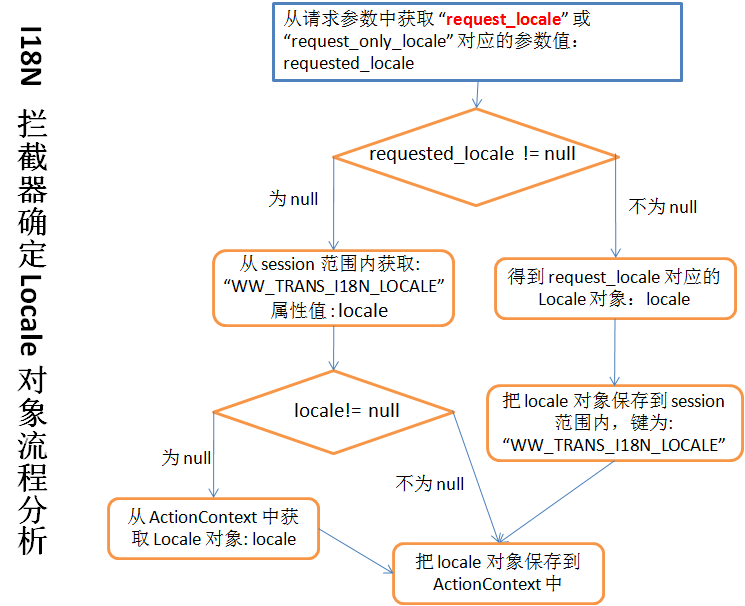 I18N 拦截器确定 Locale 对象流程分析
从请求参数中获取 “request_locale” 或
“request_only_locale” 对应的参数值：
requested_locale
requested_locale != null
为 null
不为 null
从 session 范围内获取:
“WW_TRANS_I18N_LOCALE”
属性值 : locale
得到 request_locale 对应的
Locale 对象：locale
locale!= null
把 locale 对象保存到 session
范围内，键为:
“WW_TRANS_I18N_LOCALE”
为 null
不为 null
从 ActionContext 中获
取 Locale 对象: locale
把 locale 对象保存到
ActionContext 中